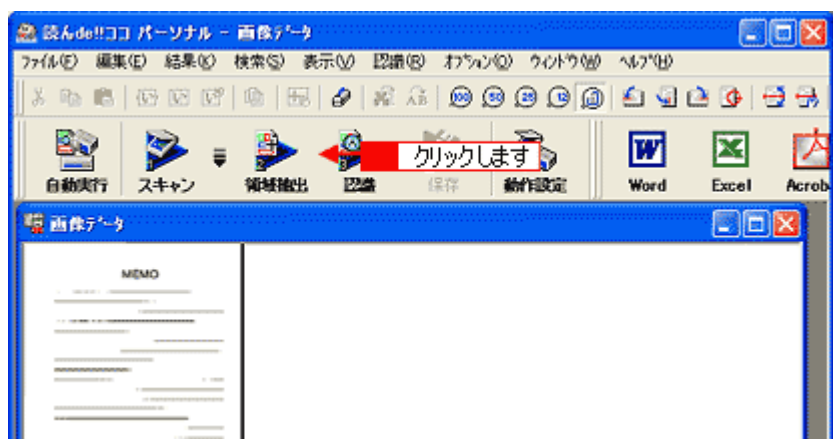 読んde!!ココ パーソナル - 画像データ
ファイル(F) 編集(E) 結果(K) 検索(S) 表示(V) 認識(R) オプション(O) ウィンドウ(W) ヘルプ(H)
100 50 25 12
クリックします
自動実行 スキャン 領域抽出 認識 保存 動作設定 Word Excel Acrob
画像データ
MEMO